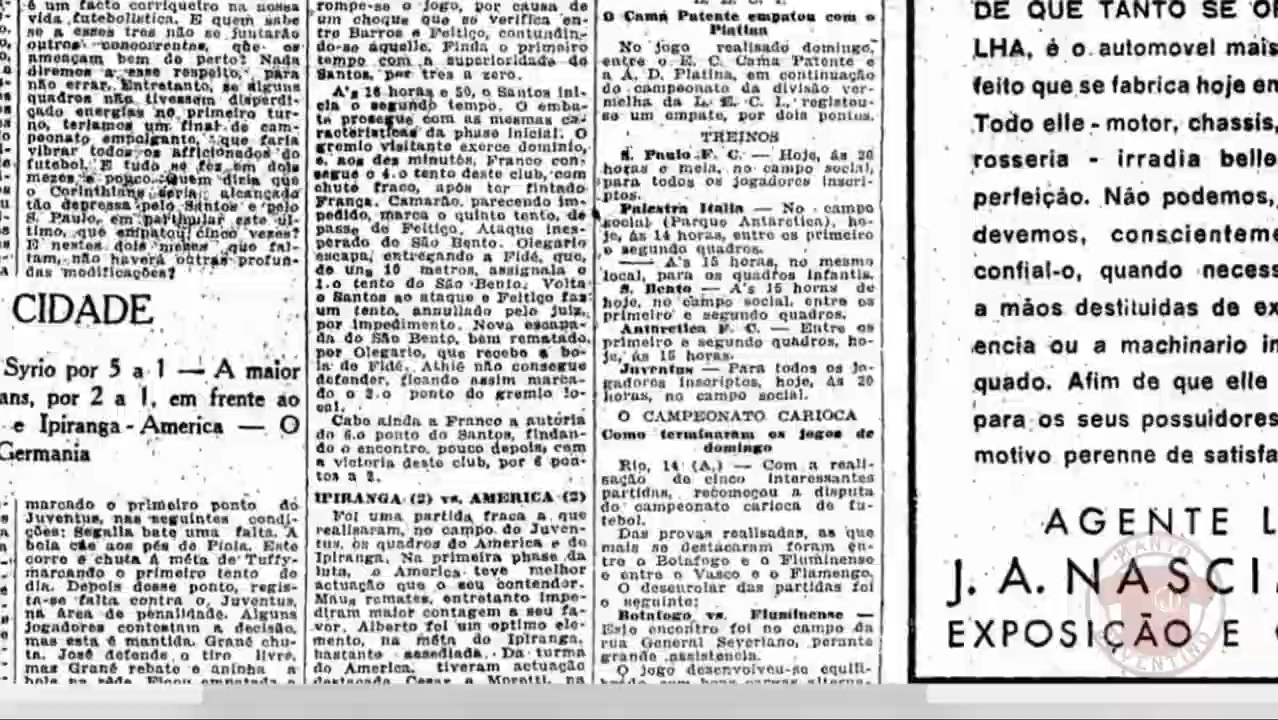 é um facto corriqueiro na nossa
vida futebolistica. E quem sabe
se a esses tres não se juntarão
outros concorrentes, que os
ameaçam bem de perto? Nada
diremos a esse respeito, para
não errar. Entretanto, se alguns
quadros não tivessem disperdi-
çado energias no primeiro tur-
no, teriamos um final de cam-
peonato empolgante, que faria
vibrar todos os afficionados do
futebol. E tudo se fez em dois
mezes e pouco. Quem diria que
o Corinthians seria alcançado
tão depressa pelo Santos e pelo
S. Paulo, em particular este ul-
timo, que empatou cinco vezes?
E nestes dois mezes que fal-
tam, não haverá outras profun-
das modificações?
CIDADE
Syrio por 5 a 1 — A maior
ans, por 2 a 1, em frente ao
e Ipiranga-America — O
Germania
marcando o primeiro ponto do
Juventus, nas seguintes condi-
ções: Segalla bate uma falta. A
bola cáe aos pés de Piola. Este
corre e chuta á méta de Tuffy
marcando o primeiro tento do
dia. Depois desse ponto, regis-
ta-se falta contra o Juventus,
na área de penalidade. Alguns
jogadores contestam a decisão,
mas esta é mantida. Grané chu-
ta. José defende o tiro livre,
mas Grané rebate e aninha a
rompe-se o jogo, por causa de
um choque que se verifica en-
tre Barros e Feitiço, contundin-
do-se aquelle. Finda o primeiro
tempo com a superioridade do
Santos, por tres a zero.
A's 16 horas e 50, o Santos ini-
cia o segundo tempo. O emba-
te prosegue com as mesmas ca-
racteristicas da phase inicial. O
gremio visitante exerce dominio,
e, aos des minutos, Franco con-
segue o 4.o tento deste club, com
chute fraco, após ter fintado
França. Camarão, parecendo im-
pedido, marca o quinto tento, de
passe de Feitiço. Ataque ines-
perado do São Bento. Olegario
escapa, entregando a Fidé, que,
de uns 10 metros, assignala o
1.o tento do São Bento. Volta
o Santos ao ataque e Feitiço faz
um tento, annullado pelo juiz,
por impedimento. Nova escapa-
da do São Bento, bem rematado,
por Olegario, que recebe a bo-
la de Fidé. Athié não consegue
defender, ficando assim marca-
do o 2.o ponto do gremio lo-
cal.
Cabe ainda a Franco a autoria
do 6.o ponto do Santos, findan-
do o encontro, pouco depois, com
a victoria deste club, por 6 pon-
tos a 2.
IPIRANGA (2) vs. AMERICA (2)
Foi uma partida fraca a que
realisaram, no campo do Juven-
tus, os quadros do America e do
Ipiranga. Na primeira phase da
luta, o America teve melhor
actuação que o seu contendor.
Máus remates, entretanto impe-
diram maior contagem a seu fa-
vor. Alberto foi um optimo ele-
mento, na méta do Ipiranga,
bastante assediada. Da turma
do America, tiveram actuação
destacada Cesar e Moretti, na
O Cama Patente empatou com o
Platina
No jogo realisado domingo,
entre o E. C. Cama Patente e
a A. D. Platina, em continuação
do campeonato da divisão ver-
melha da L. E. C. I., registou-
se um empate, por dois pontos.
TREINOS
S. Paulo F. C. — Hoje, ás 20
horas e meia, no campo social,
para todos os jogadores inscri-
ptos.
Palestra Italia — No campo
social (Parque Antarctica), ho-
je, ás 14 horas, entre os primeiro
e segundo quadros.
—— A's 15 horas, no mesmo
local, para os quadros infantis.
S. Bento — A's 15 horas de
hoje, no campo social, entre os
primeiro e segundo quadros.
Antarctica F. C. — Entre os
primeiro e segundo quadros, ho-
je, ás 15 horas.
Juventus — Para todos os jo-
gadores inscriptos, hoje, ás 20
horas, no campo social.
O CAMPEONATO CARIOCA
Como terminaram os jogos de
domingo
Rio, 14 (A.) — Com a reali-
sação de cinco interessantes
partidas, recomeçou a disputa
do campeonato carioca de fu-
tebol.
Das provas realisadas, as que
mais se destacaram foram en-
tre o Botafogo e o Fluminense
e entre o Vasco e o Flamengo.
O desenrolar das partidas foi
o seguinte:
Botafogo vs. Fluminense —
Este encontro foi no campo da
rua General Severiano, perante
grande assistencia.
O jogo desenvolveu-se equili-
DE QUE TANTO SE O
LHA, é o automovel mais
feito que se fabrica hoje en
Todo elle - motor, chassis,
rosseria - irradia belle
perfeição. Não podemos,
devemos, conscienteme
confial-o, quando necess
a mãos destituidas de ex
encia ou a machinario in
quado. Afim de que elle
para os seus possuidores
motivo perenne de satisfa
AGENTE L
J. A. NASCI
EXPOSIÇÃO E
MANTO
JUVENTINO